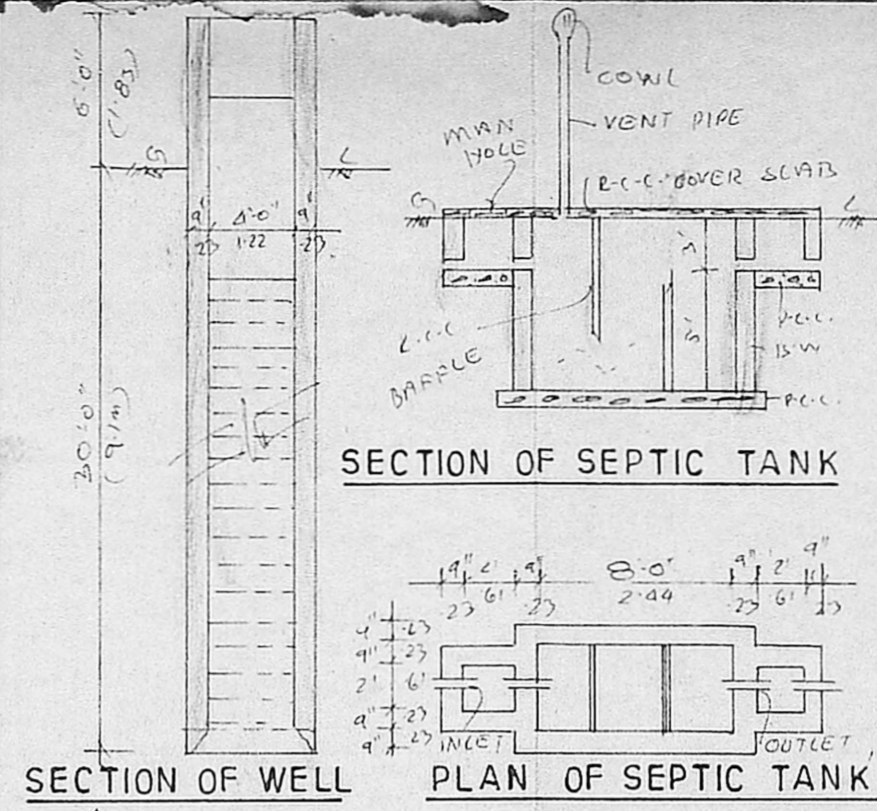 6'-0"
(1.83)
G L
9" 4'-0" 9"
.23 1.22 .23
30'-0"
(9.1m)
SECTION OF WELL
COWL
VENT PIPE
MAN
HOLE
R.C.C. COVER SLAB
G L
R.C.C
BAFFLE
P.C.C.
B.W
P.C.C.
SECTION OF SEPTIC TANK
9" 2' 9" 8'-0" 9" 2' 9"
.23 .61 .23 2.44 .23 .61 .23
9" .23
9" .23
2' .61
9" .23
9" .23
INLET
OUTLET
PLAN OF SEPTIC TANK